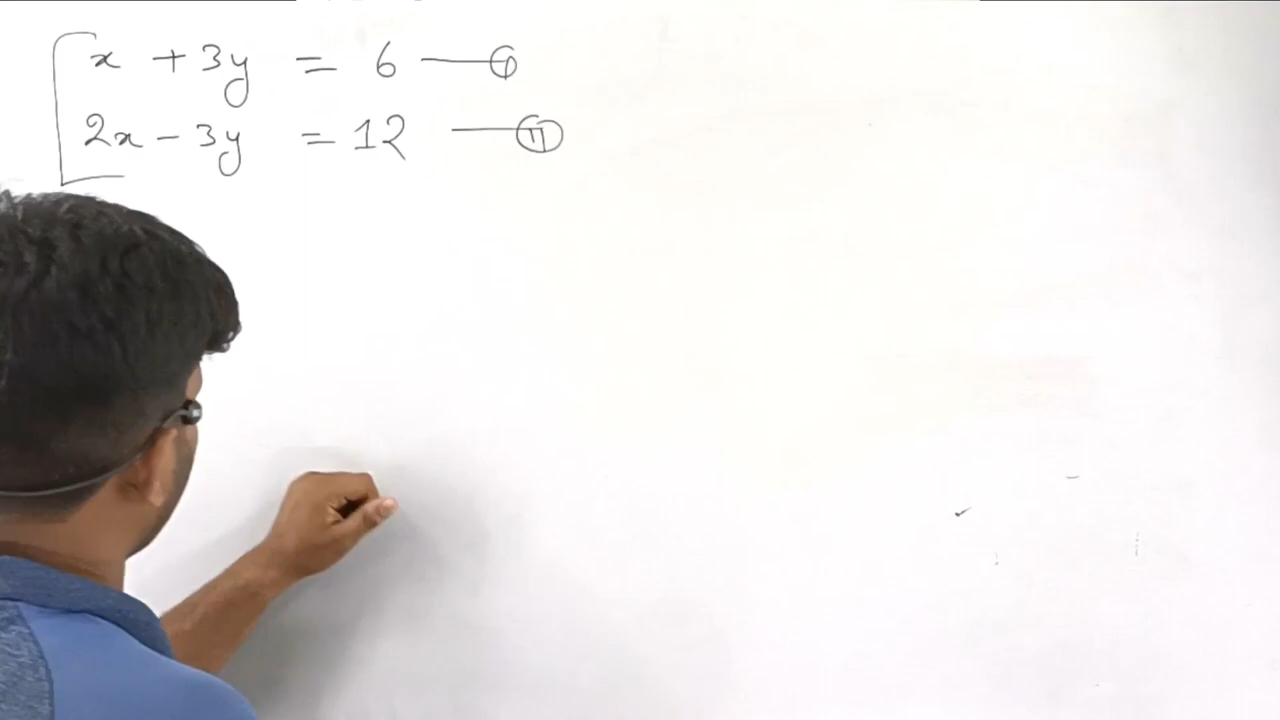 x + 3y = 6 — Ⓘ
2x - 3y = 12 — Ⅱ